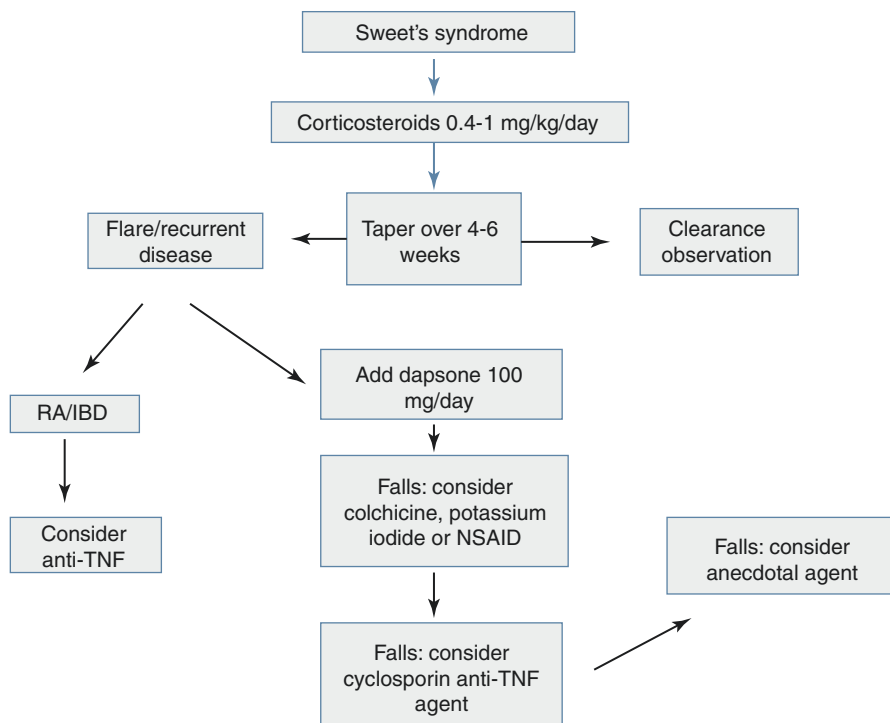 Sweet's syndrome
Corticosteroids 0.4-1 mg/kg/day
Flare/recurrent
disease
Taper over 4-6
weeks
Clearance
observation
RA/IBD
Add dapsone 100
mg/day
Consider
anti-TNF
Falls: consider
colchicine, potassium
iodide or NSAID
Falls: consider
anecdotal agent
Falls: consider
cyclosporin anti-TNF
agent